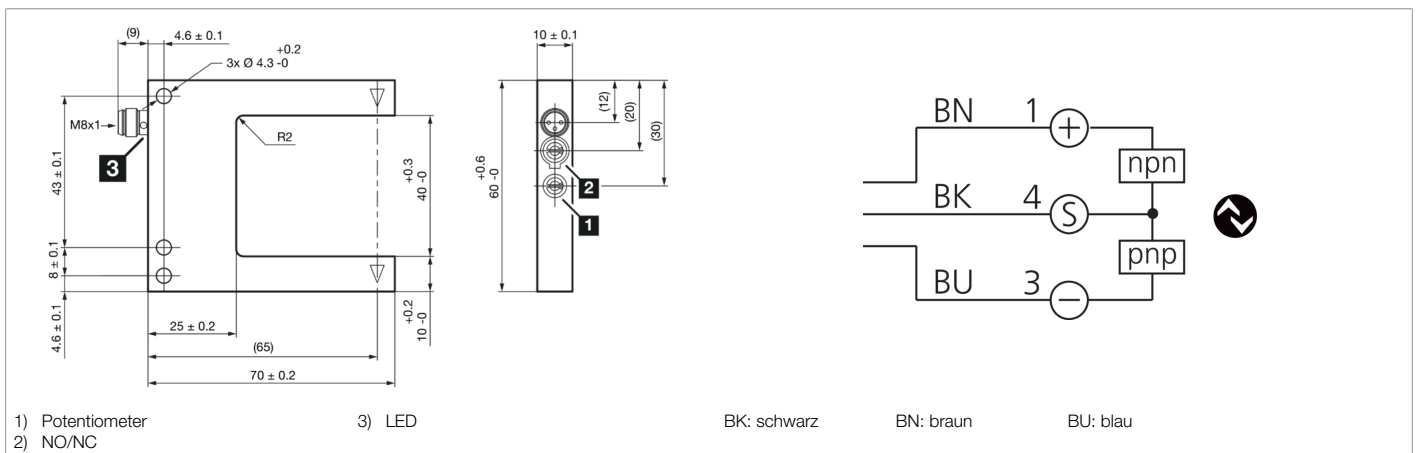 (9)
4.6 ± 0.1
+0.2
3x Ø 4.3 -0
M8x1
3
R2
43 ± 0.1
8 ± 0.1
4.6 ± 0.1
+0.3
40 -0
+0.2
10 -0
25 ± 0.2
(65)
70 ± 0.2
10 ± 0.1
(12)
(20)
(30)
+0.6
60 -0
2
1
BN 1 +
npn
BK 4 S
pnp
BU 3 −
1) Potentiometer
2) NO/NC
3) LED
BK: schwarz
BN: braun
BU: blau